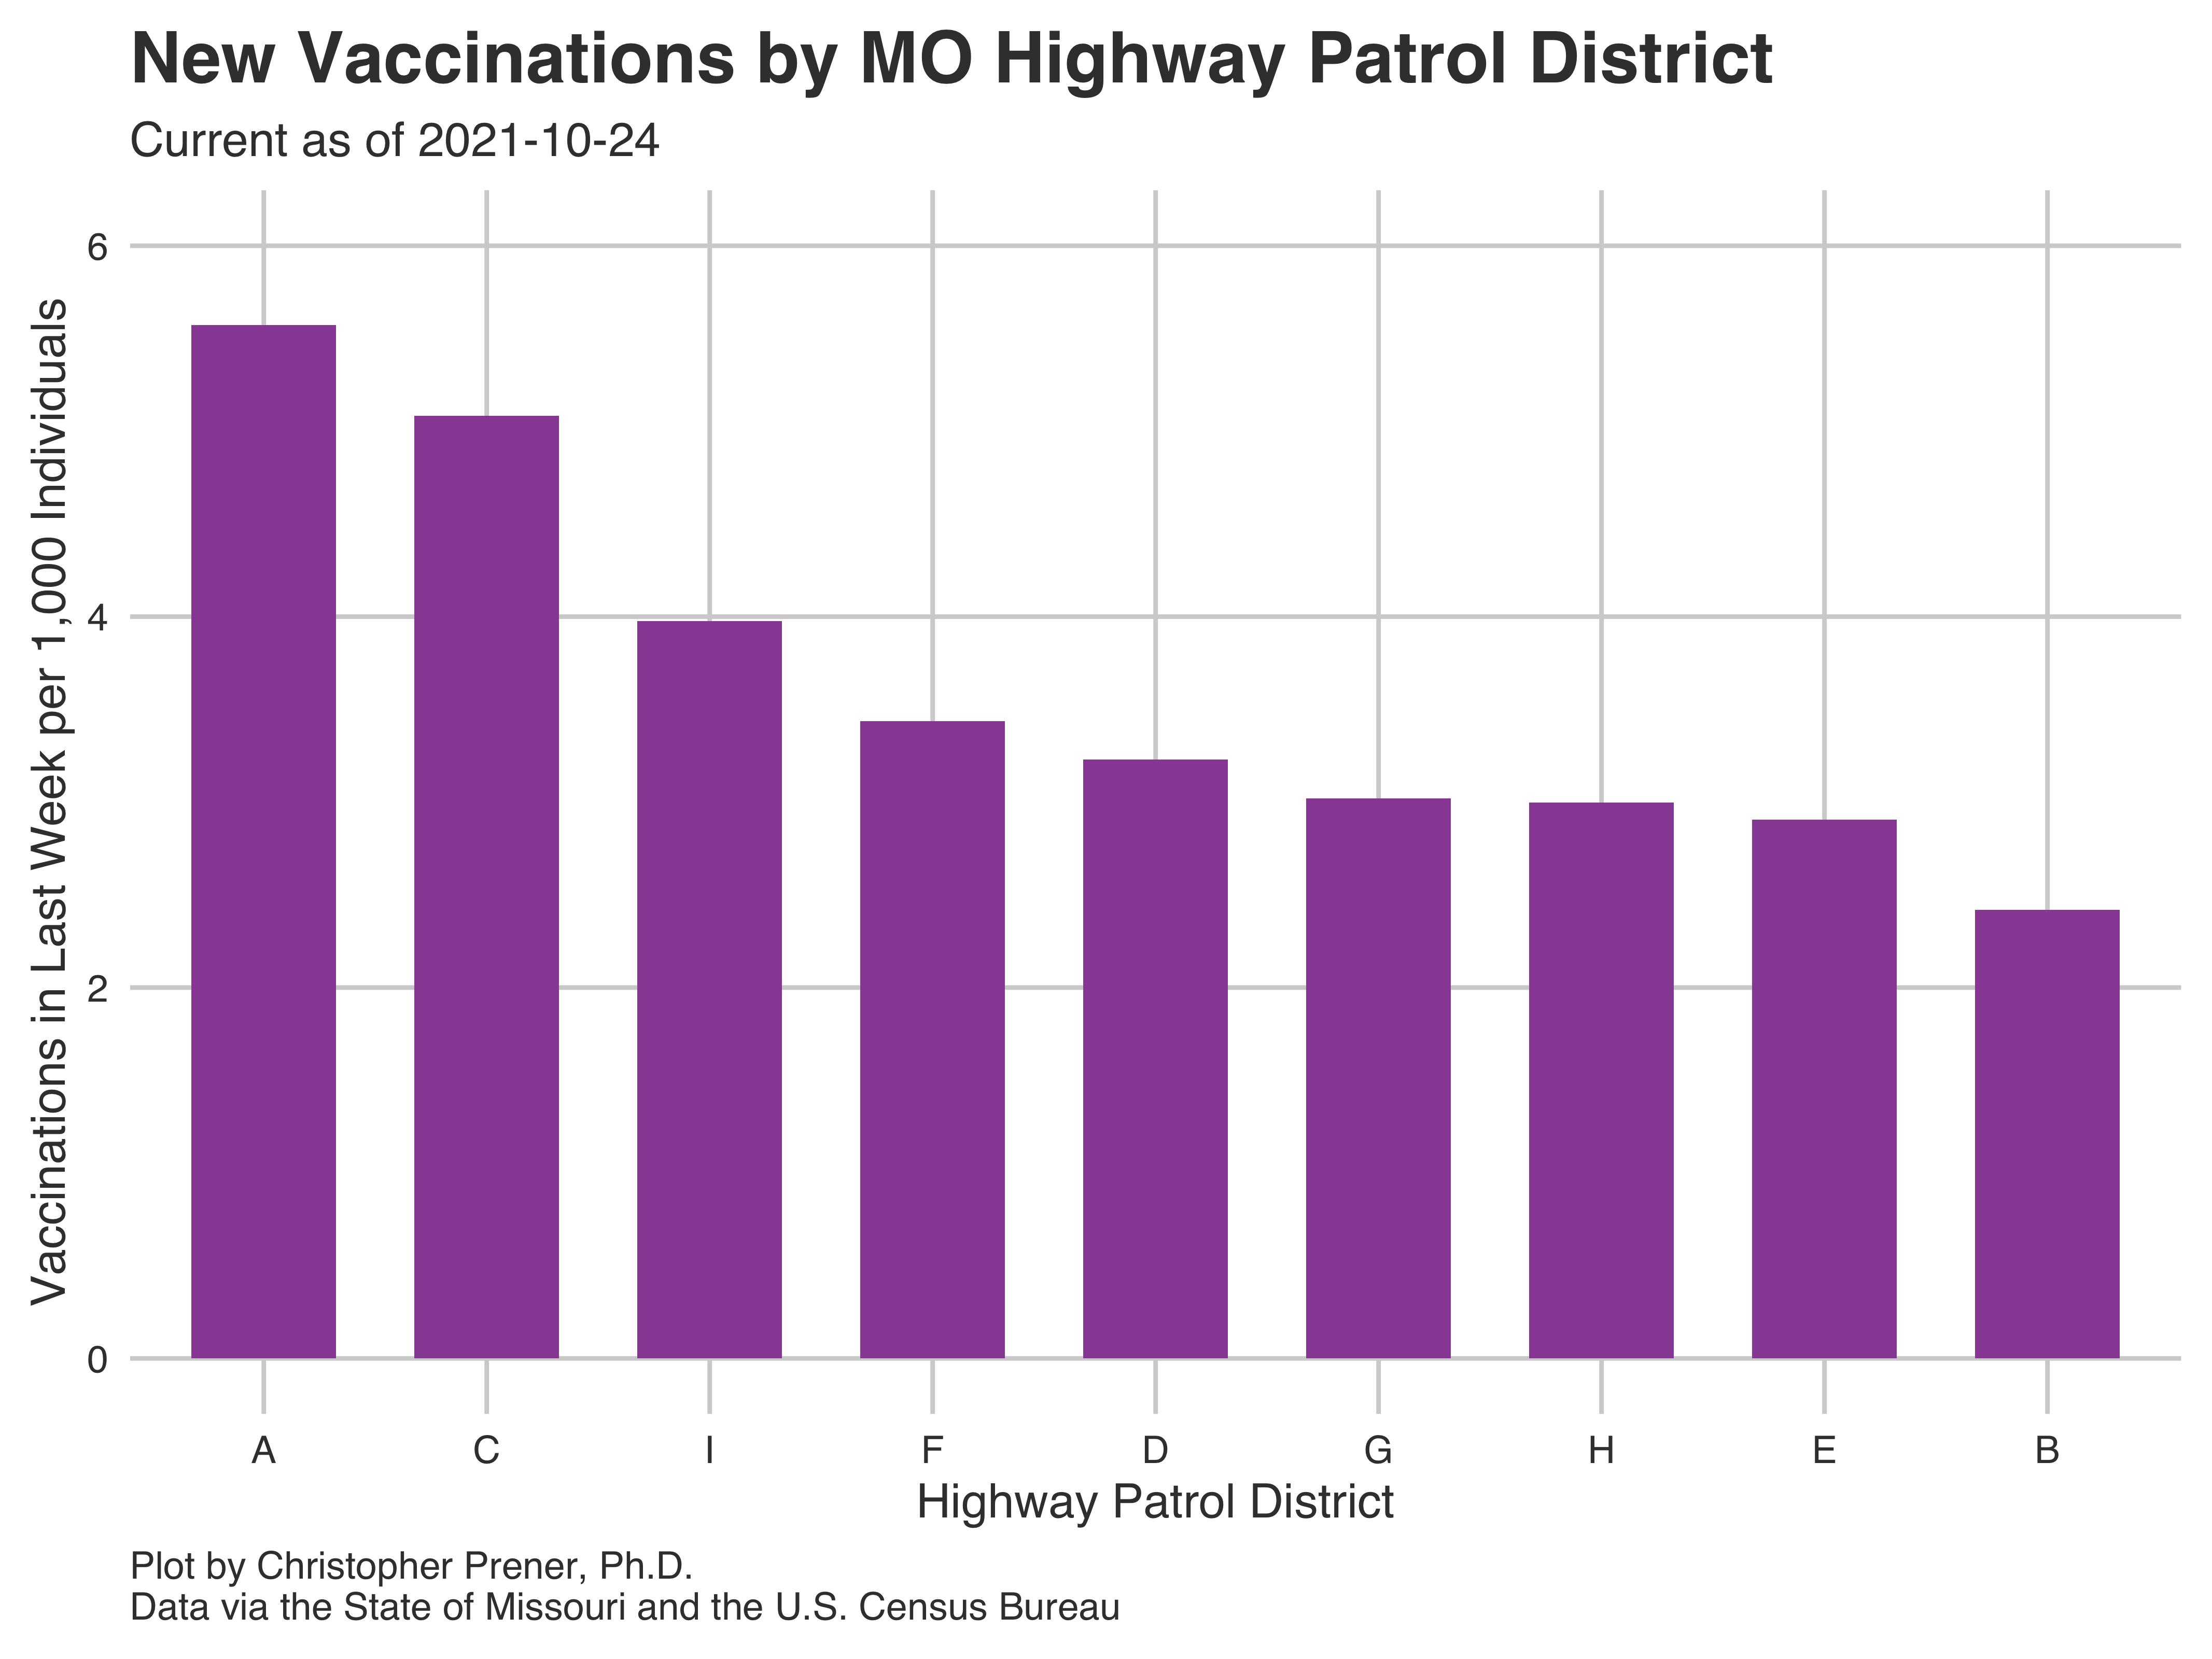 New Vaccinations by MO Highway Patrol District
Current as of 2021-10-24
Vaccinations in Last Week per 1,000 Individuals
6
4
2
0
A C I F D G H E B
Highway Patrol District
Plot by Christopher Prener, Ph.D.
Data via the State of Missouri and the U.S. Census Bureau